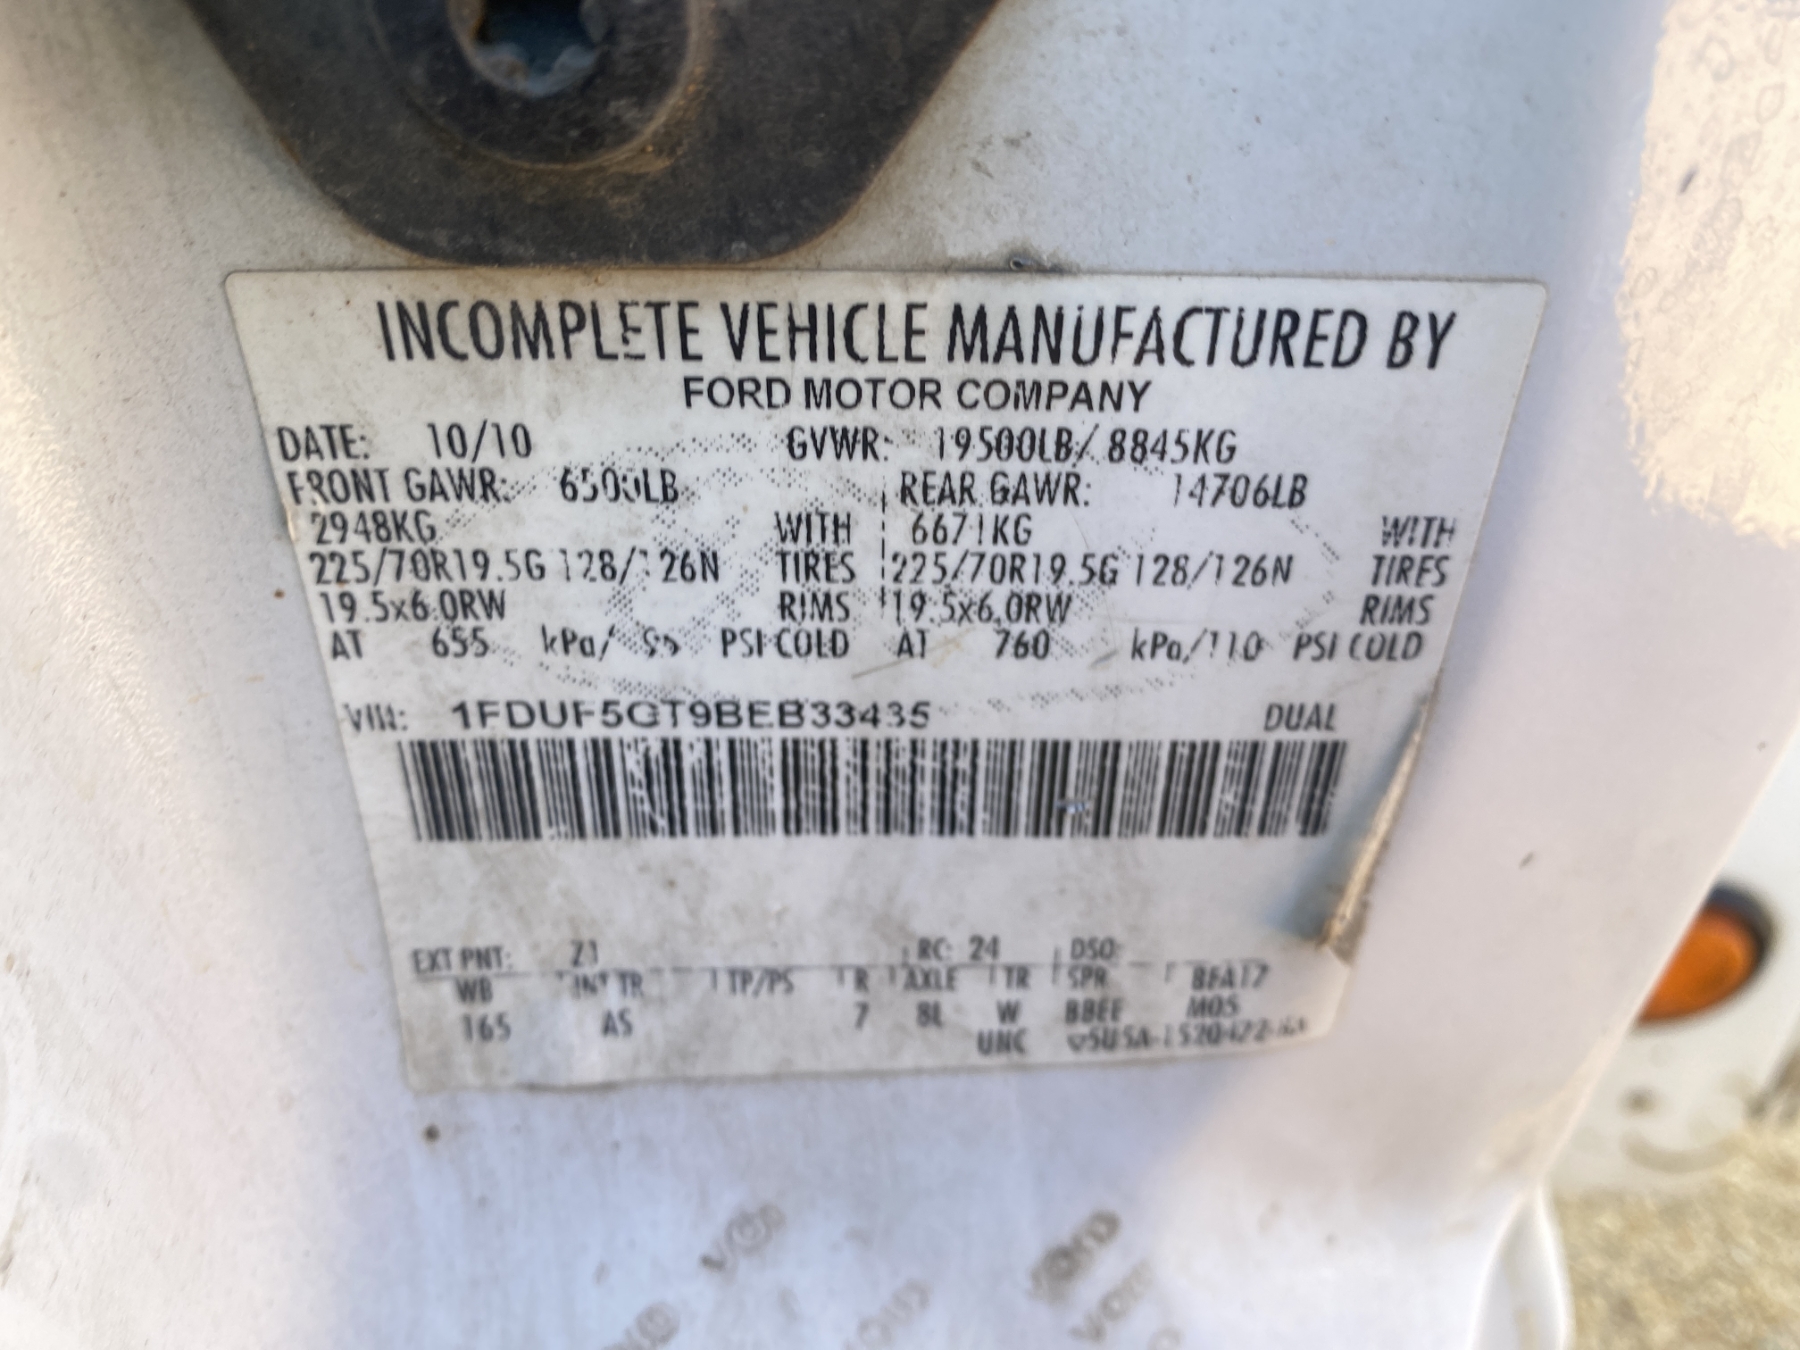 INCOMPLETE VEHICLE MANUFACTURED BY
FORD MOTOR COMPANY
DATE: 10/10 GVWR: 19500LB/ 8845KG
FRONT GAWR: 6500LB REAR GAWR: 14706LB
2948KG WITH 6671KG WITH
225/70R19.5G 128/126N TIRES 225/70R19.5G 128/126N TIRES
19.5x6.0RW RIMS 19.5x6.0RW RIMS
AT 655 kPa/ 95 PSI COLD AT 760 kPa/110 PSI COLD
VIN: 1FDUF5GT9BEB33435 DUAL
EXT PNT: Z1 RC: 24 DSO:
WB INT TR TP/PS R AXLE TR SPR
165 AS 7 8L W BBEE
UNC
VOID